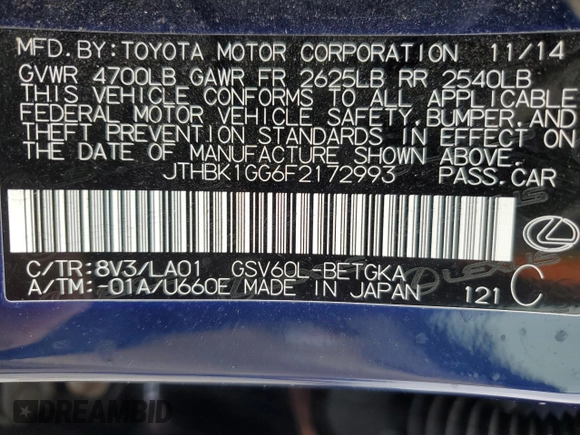 MFD. BY: TOYOTA MOTOR CORPORATION 11/14
GVWR 4700LB GAWR FR 2625LB RR 2540LB
THIS VEHICLE CONFORMS TO ALL APPLICABLE
FEDERAL MOTOR VEHICLE SAFETY, BUMPER, AND
THEFT PREVENTION STANDARDS IN EFFECT ON
THE DATE OF MANUFACTURE SHOWN ABOVE.
JTHBK1GG6F2172993 PASS. CAR
C/TR: 8V3/LA01 GSV60L-BETGKA
A/TM: -01A/U660E MADE IN JAPAN 121 C
LEXUS
DREAMBID